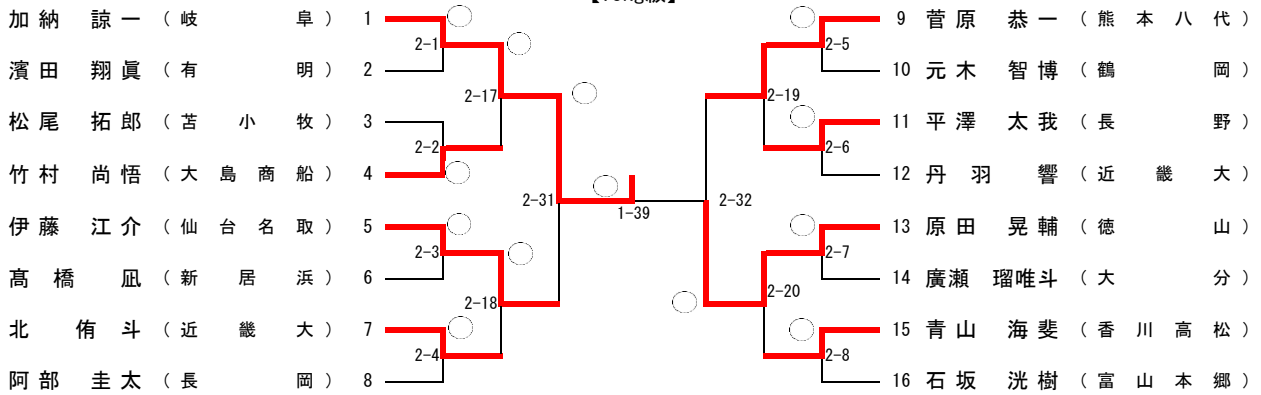 加納 諒一 （岐阜） 1
2-1
濱田 翔眞 （有明） 2
2-17
松尾 拓郎 （苫小牧） 3
2-2
竹村 尚悟 （大島商船） 4
2-31
伊藤 江介 （仙台名取） 5
2-3
髙橋 凪 （新居浜） 6
2-18
北 侑斗 （近畿大） 7
2-4
阿部 圭太 （長岡） 8
1-39
9 菅原 恭一 （熊本八代）
2-5
10 元木 智博 （鶴岡）
2-19
11 平澤 太我 （長野）
2-6
12 丹羽 響 （近畿大）
2-32
13 原田 晃輔 （徳山）
2-7
14 廣瀬 瑠唯斗 （大分）
2-20
15 青山 海斐 （香川高松）
2-8
16 石坂 洸樹 （富山本郷）